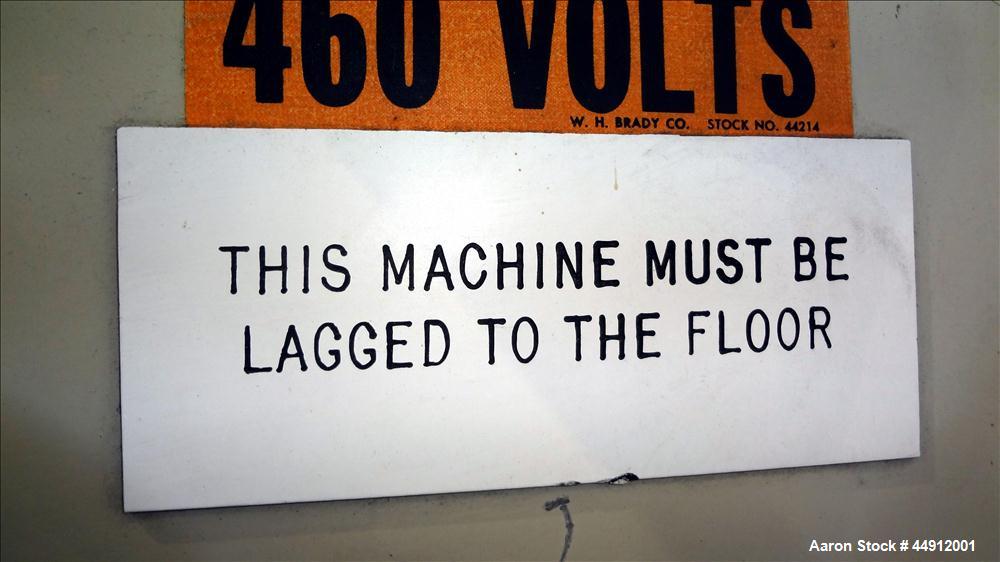 460 VOLTS
W. H. BRADY CO. STOCK NO. 44214
THIS MACHINE MUST BE
LAGGED TO THE FLOOR
Aaron Stock # 44912001